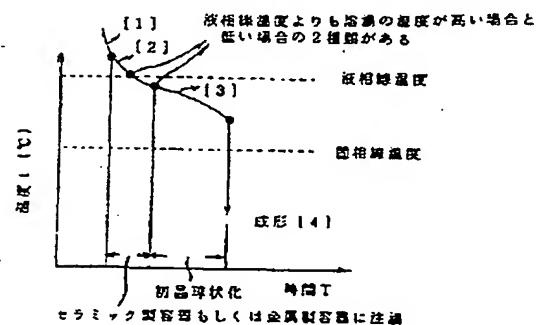 [1]
[2]
液相線温度よりも溶湯の温度が高い場合と
低い場合の2種類がある
液相線温度
[3]
固相線温度
温度t(℃)
成形[4]
初晶球状化
時間T
セラミック製容器もしくは金属製容器に注湯